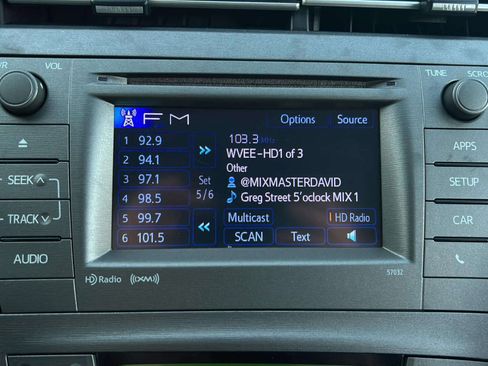 VOL
TUNE
FM
Options
Source
1 92.9
2 94.1
3 97.1
4 98.5
5 99.7
6 101.5
Set
5/6
103.3 MHz
WVEE-HD1 of 3
Other
@MIXMASTERDAVID
Greg Street 5'oclock MIX 1
Multicast
HD Radio
SCAN
Text
SEEK
TRACK
AUDIO
APPS
SETUP
CAR
HD Radio
((XM))
57032